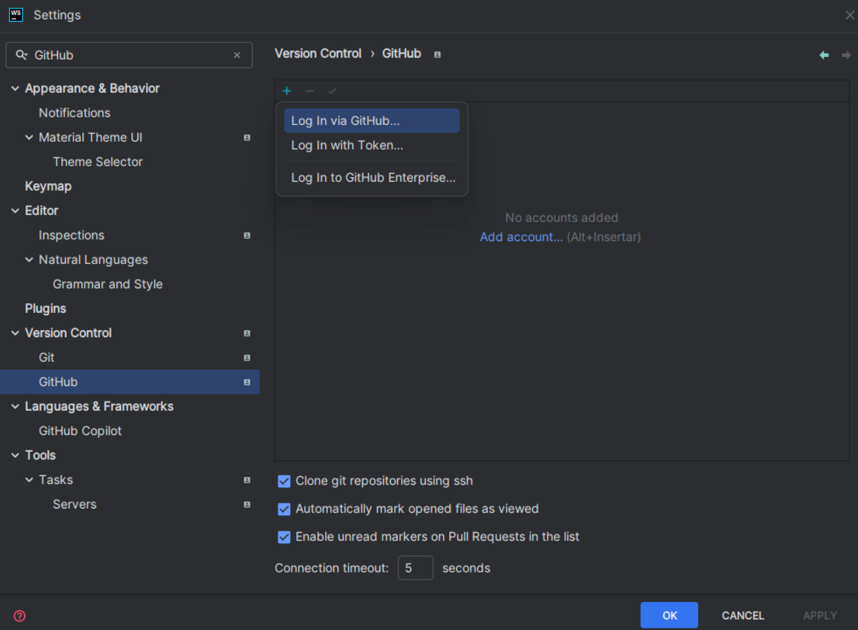 WS
Settings
GitHub
Version Control › GitHub
Appearance & Behavior
Notifications
Material Theme UI
Theme Selector
Keymap
Editor
Inspections
Natural Languages
Grammar and Style
Plugins
Version Control
Git
GitHub
Languages & Frameworks
GitHub Copilot
Tools
Tasks
Servers
Log In via GitHub...
Log In with Token...
Log In to GitHub Enterprise...
No accounts added
Add account... (Alt+Insertar)
Clone git repositories using ssh
Automatically mark opened files as viewed
Enable unread markers on Pull Requests in the list
Connection timeout: 5 seconds
?
OK CANCEL APPLY